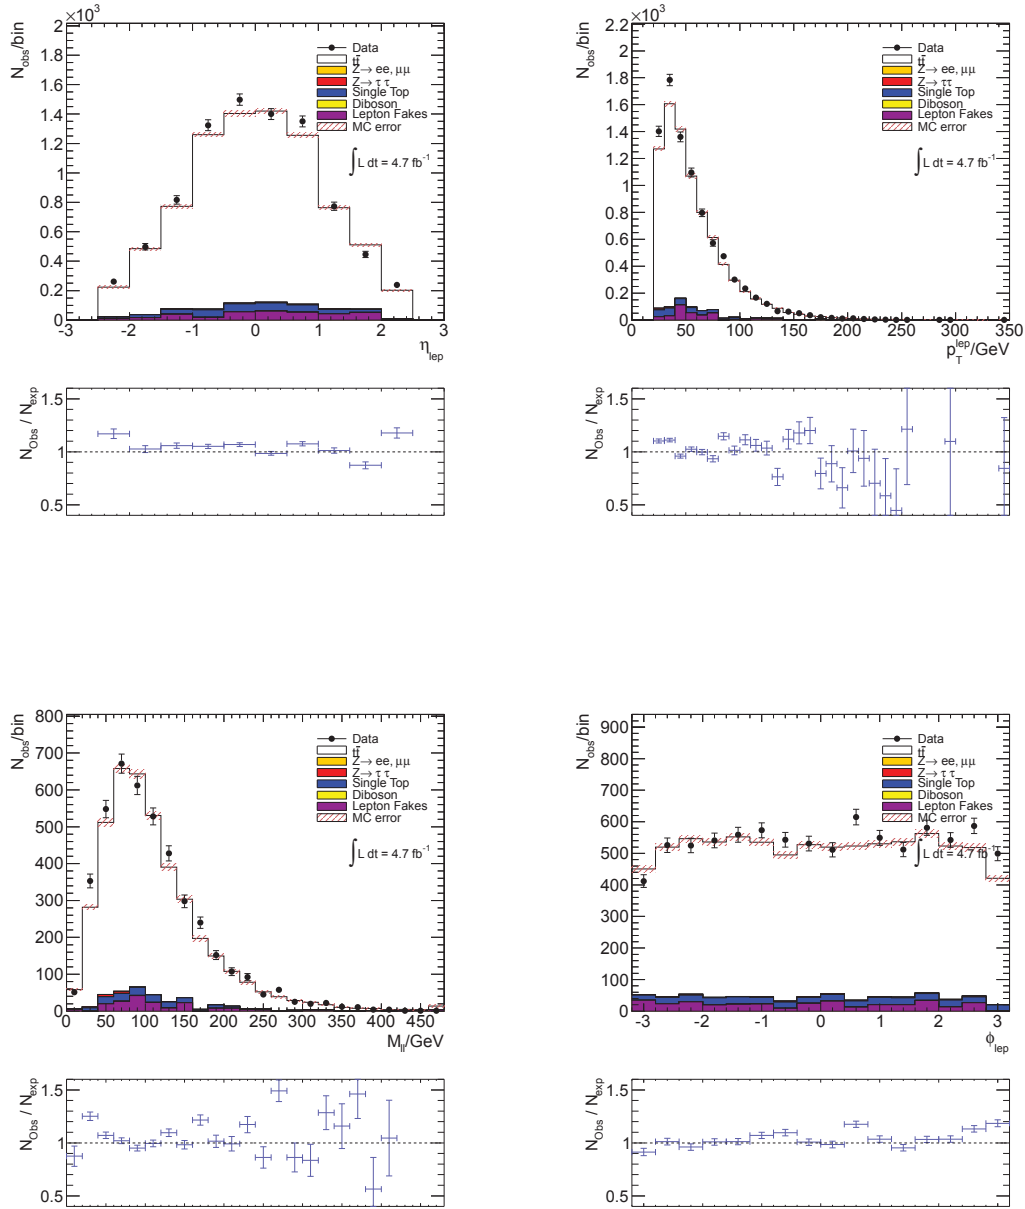 ×10³
N_obs/bin
2
1.8
1.6
1.4
1.2
1
0.8
0.6
0.4
0.2
0
-3 -2 -1 0 1 2 3
η_lep
Data
tt̄
Z→ ee, μμ
Z→ τ τ
Single Top
Diboson
Lepton Fakes
MC error
∫ L dt = 4.7 fb⁻¹
N_Obs / N_exp
1.5
1
0.5
×10³
N_obs/bin
2.2
2
1.8
1.6
1.4
1.2
1
0.8
0.6
0.4
0.2
0
0 50 100 150 200 250 300 345
p_T^lep/GeV
Data
tt̄
Z→ ee, μμ
Z→ τ τ
Single Top
Diboson
Lepton Fakes
MC error
∫ L dt = 4.7 fb⁻¹
N_Obs / N_exp
1.5
1
0.5
N_obs/bin
800
700
600
500
400
300
200
100
0
0 50 100 150 200 250 300 350 400 450
M_ll/GeV
Data
tt̄
Z→ ee, μμ
Z→ τ τ
Single Top
Diboson
Lepton Fakes
MC error
∫ L dt = 4.7 fb⁻¹
N_Obs / N_exp
1.5
1
0.5
N_obs/bin
900
800
700
600
500
400
300
200
100
0
-3 -2 -1 0 1 2 3
ϕ_lep
Data
tt̄
Z→ ee, μμ
Z→ τ τ
Single Top
Diboson
Lepton Fakes
MC error
∫ L dt = 4.7 fb⁻¹
N_Obs / N_exp
1.5
1
0.5